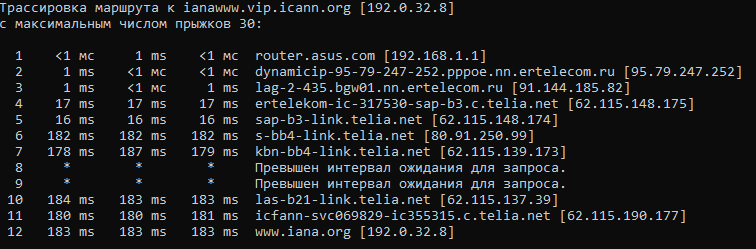 Трассировка маршрута к ianawww.vip.icann.org [192.0.32.8]
с максимальным числом прыжков 30:
1 <1 мс 1 ms <1 мс router.asus.com [192.168.1.1]
2 1 ms <1 мс <1 мс dynamicip-95-79-247-252.pppoe.nn.ertelecom.ru [95.79.247.252]
3 1 ms <1 мс 1 ms lag-2-435.bgw01.nn.ertelecom.ru [91.144.185.82]
4 17 ms 17 ms 17 ms ertelekom-ic-317530-sap-b3.c.telia.net [62.115.148.175]
5 16 ms 16 ms 16 ms sap-b3-link.telia.net [62.115.148.174]
6 182 ms 182 ms 182 ms s-bb4-link.telia.net [80.91.250.99]
7 178 ms 187 ms 179 ms kbn-bb4-link.telia.net [62.115.139.173]
8 * * * Превышен интервал ожидания для запроса.
9 * * * Превышен интервал ожидания для запроса.
10 184 ms 183 ms 183 ms las-b21-link.telia.net [62.115.137.39]
11 180 ms 180 ms 181 ms icfann-svc069829-ic355315.c.telia.net [62.115.190.177]
12 183 ms 183 ms 183 ms www.iana.org [192.0.32.8]